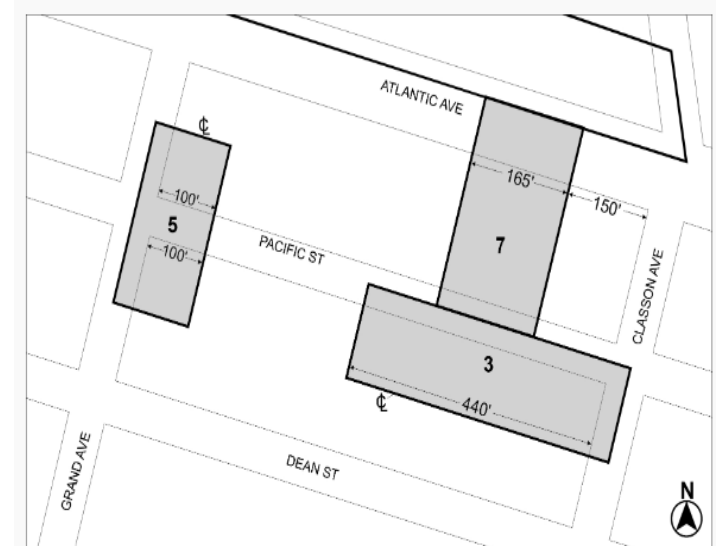 ATLANTIC AVE
℄
100'
165'
150'
5
100'
PACIFIC ST
7
CLASSON AVE
3
℄
440'
GRAND AVE
DEAN ST
N